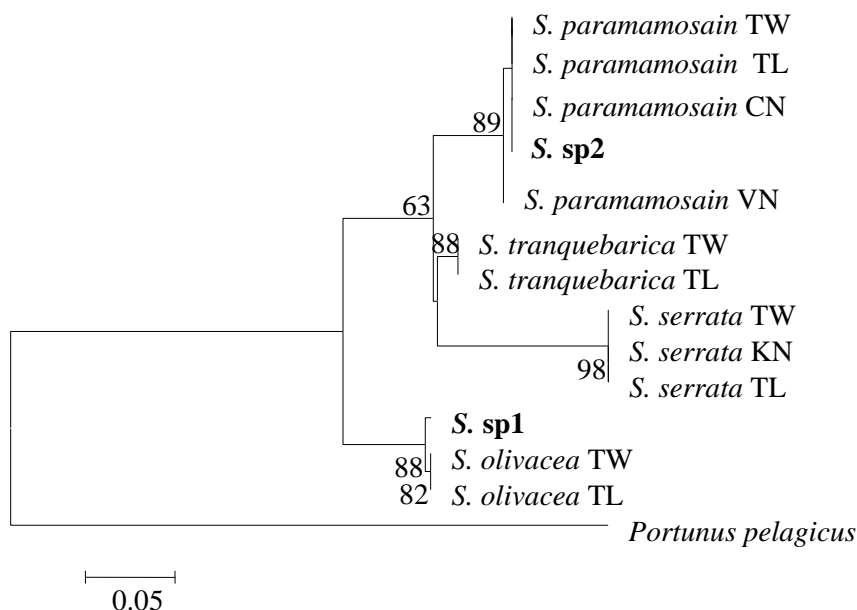 S. paramamosain TW
S. paramamosain TL
S. paramamosain CN
89
S. sp2
S. paramamosain VN
63
88
S. tranquebarica TW
S. tranquebarica TL
S. serrata TW
S. serrata KN
98
S. serrata TL
S. sp1
88
S. olivacea TW
82
S. olivacea TL
Portunus pelagicus
0.05